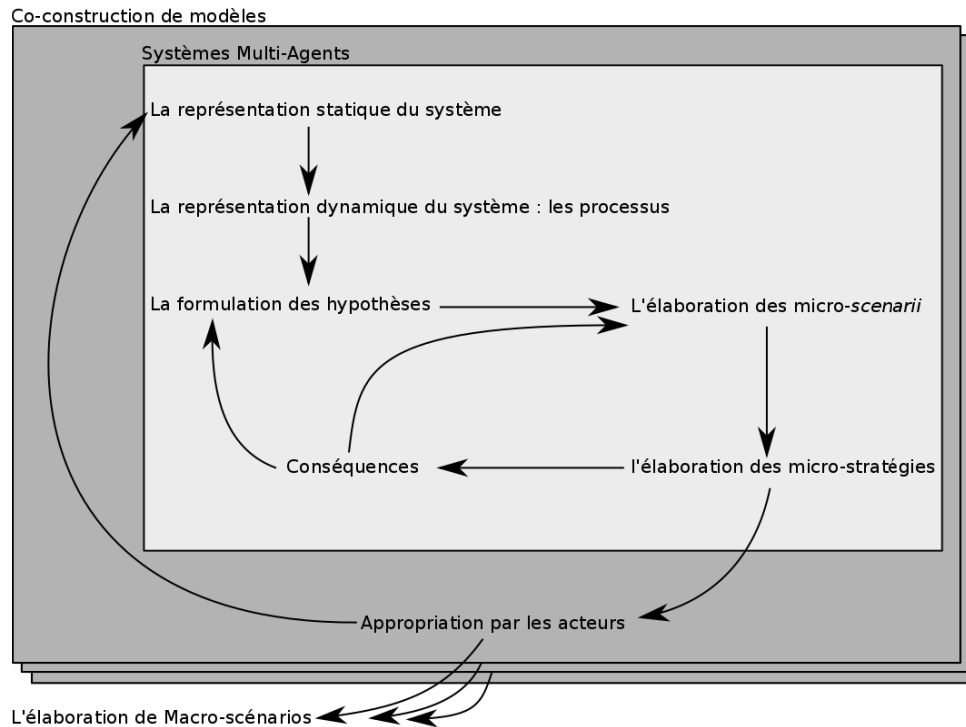 Co-construction de modèles
Systèmes Multi-Agents
La représentation statique du système
La représentation dynamique du système : les processus
La formulation des hypothèses
L'élaboration des micro-scenarii
Conséquences
l'élaboration des micro-stratégies
Appropriation par les acteurs
L'élaboration de Macro-scénarios